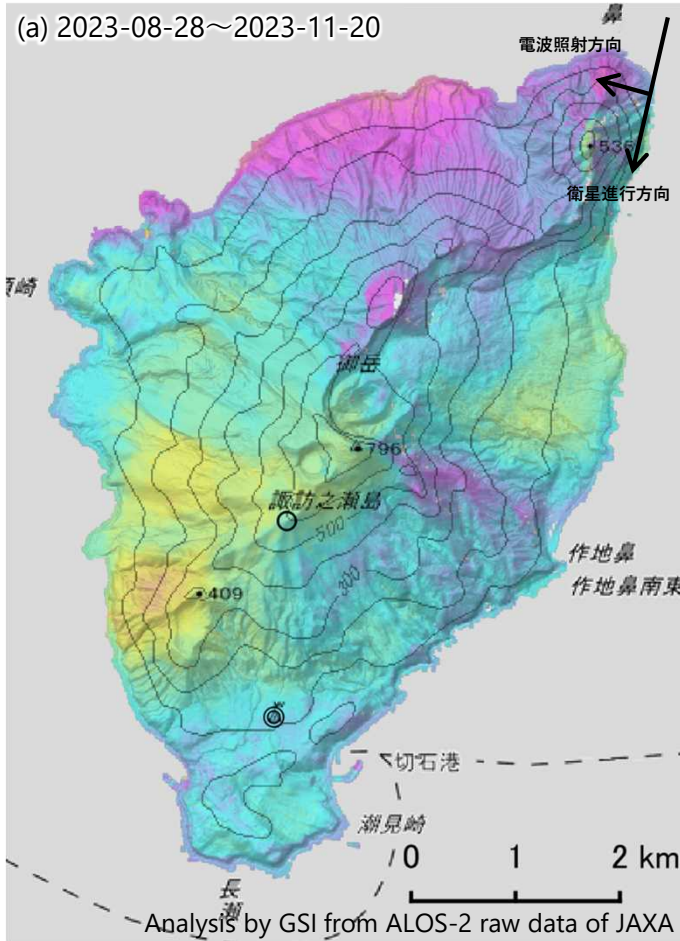 (a) 2023-08-28～2023-11-20
鼻
電波照射方向
536
衛星進行方向
須崎
御岳
796
諏訪之瀬島
500
作地鼻
300
作地鼻南東
409
切石港
潮見崎
0 1 2 km
長
瀬
Analysis by GSI from ALOS-2 raw data of JAXA